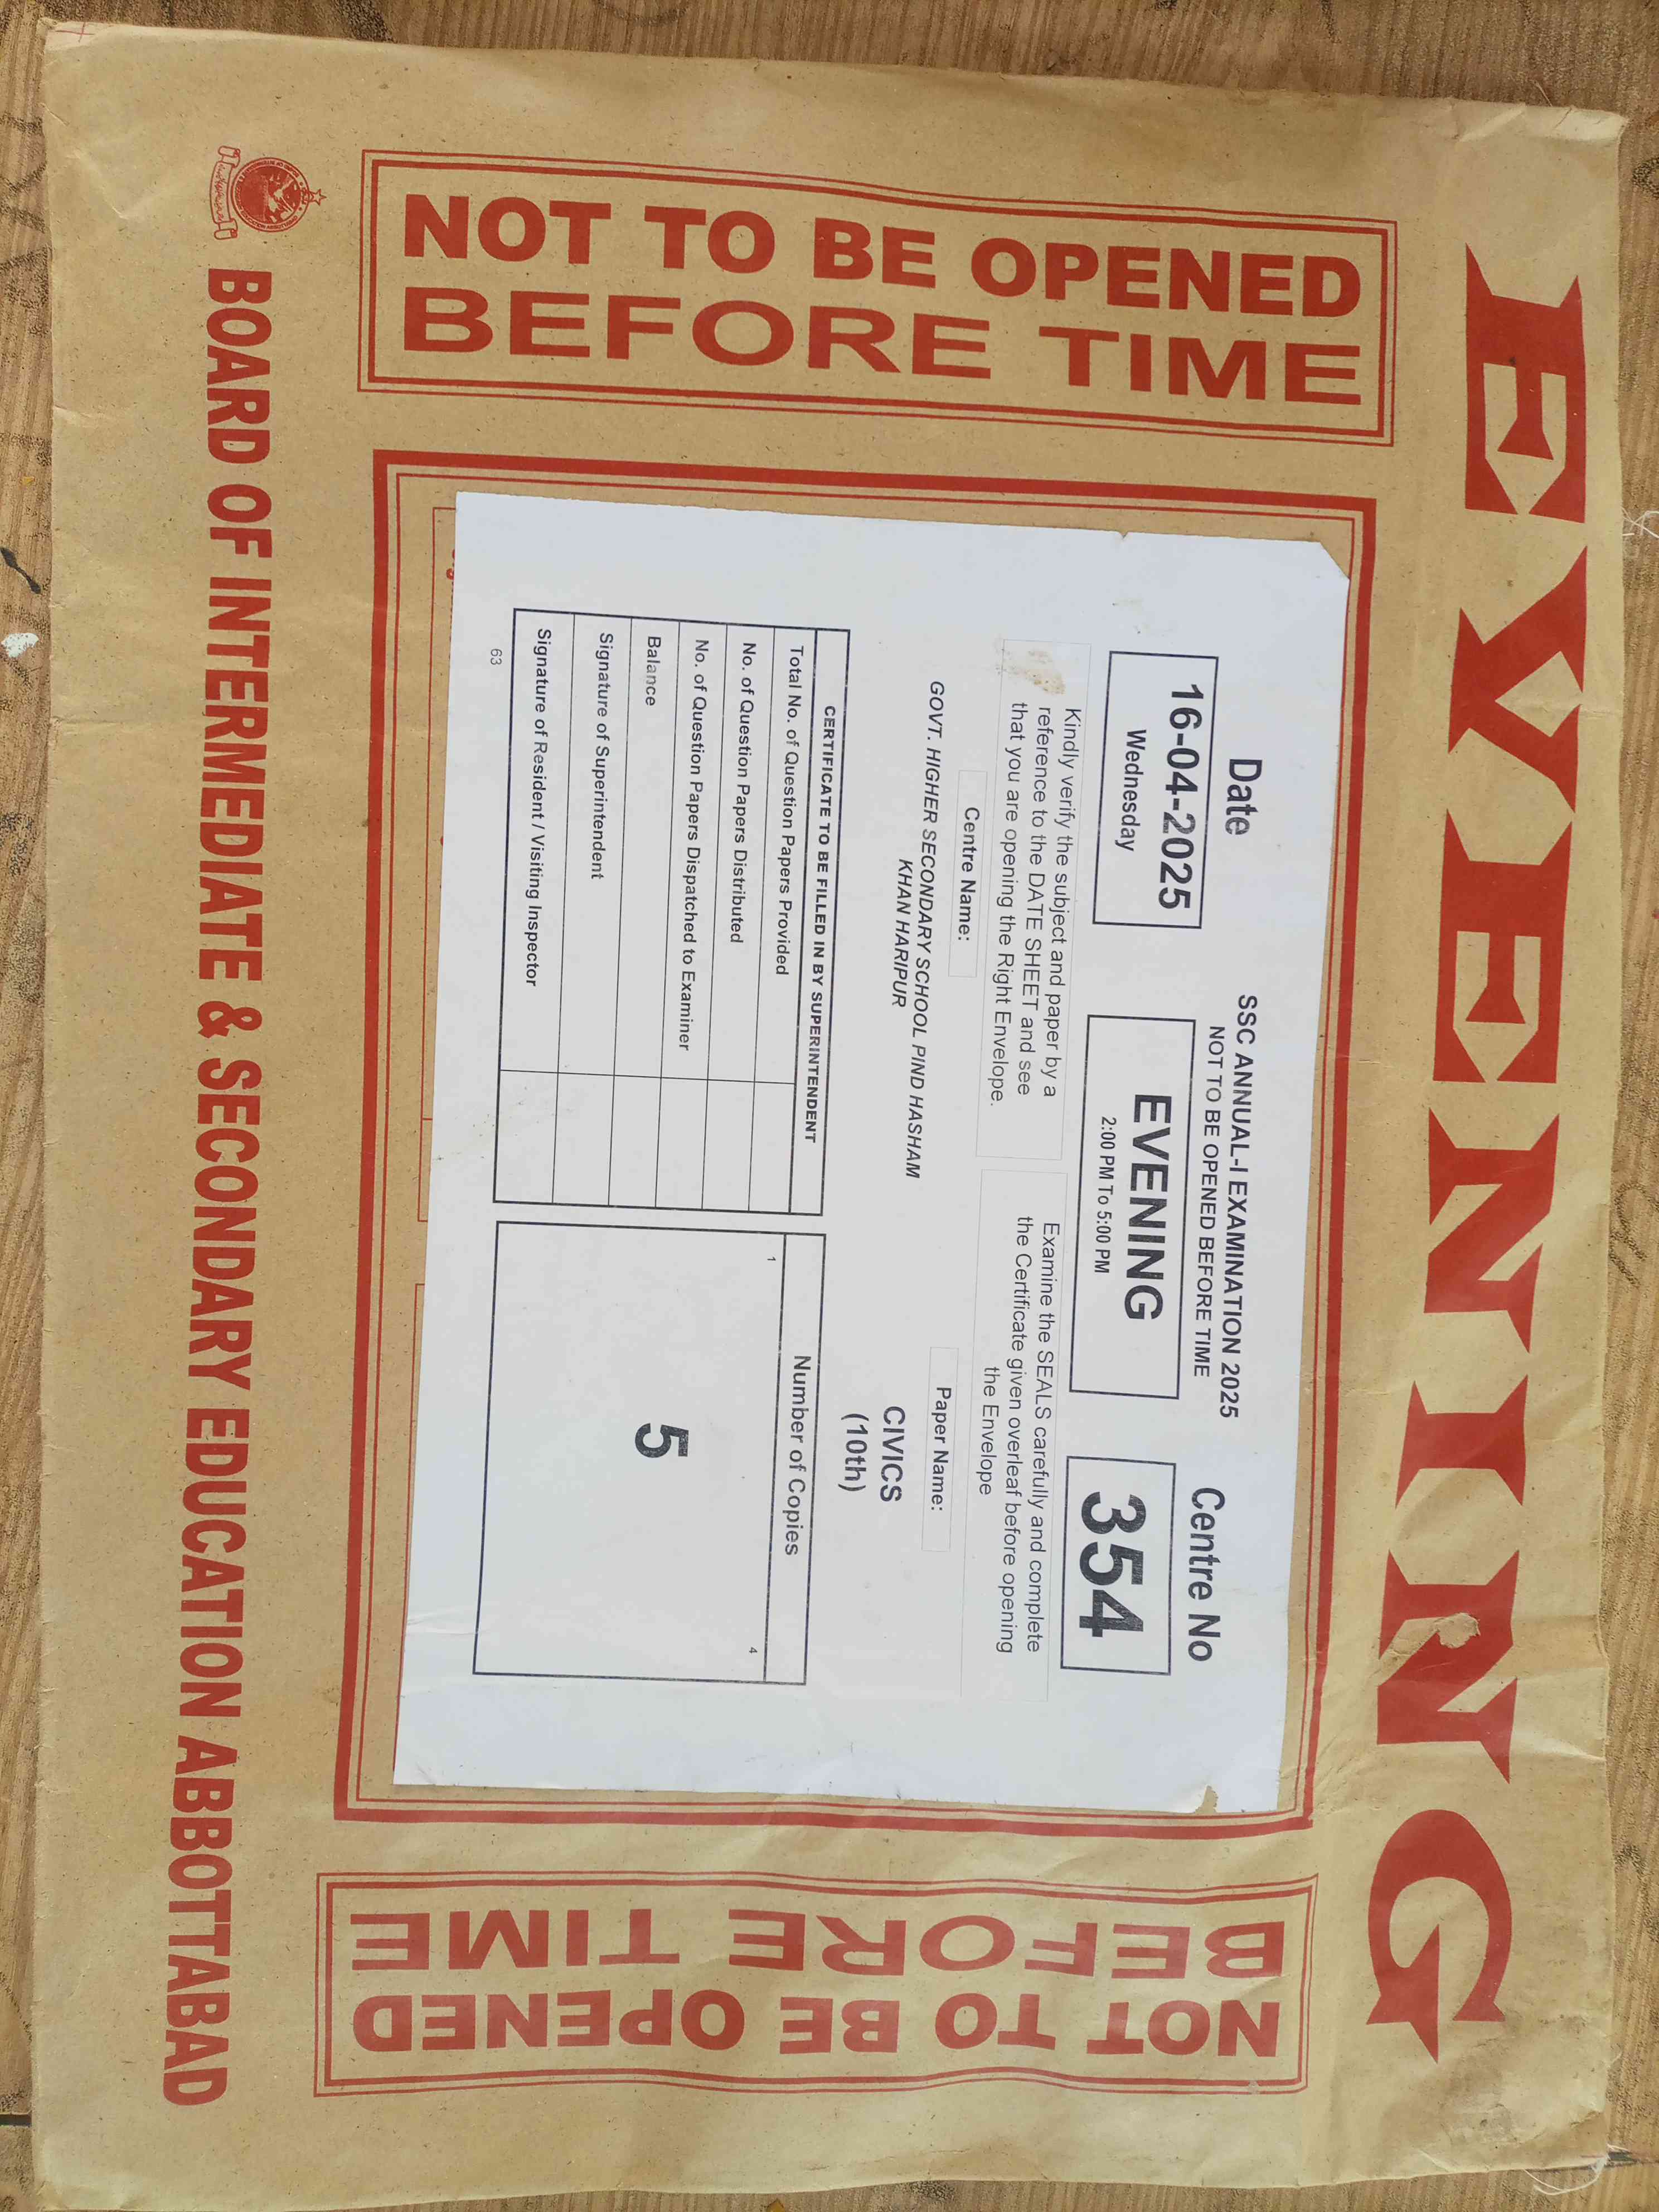 EVENING
NOT TO BE OPENED
BEFORE TIME
Date
16-04-2025
Wednesday
SSC ANNUAL-I EXAMINATION 2025
NOT TO BE OPENED BEFORE TIME
EVENING
2:00 PM To 5:00 PM
Centre No
354
Kindly verify the subject and paper by a
reference to the DATE SHEET and see
that you are opening the Right Envelope.
Examine the SEALS carefully and complete
the Certificate given overleaf before opening
the Envelope
Centre Name:
GOVT. HIGHER SECONDARY SCHOOL PIND HASHAM
KHAN HARIPUR
Paper Name:
CIVICS
(10th)
CERTIFICATE TO BE FILLED IN BY SUPERINTENDENT
Total No. of Question Papers Provided
No. of Question Papers Distributed
No. of Question Papers Dispatched to Examiner
Balance
Signature of Superintendent
Signature of Resident / Visiting Inspector
63
Number of Copies
1
4
5
NOT TO BE OPENED
BEFORE TIME
BOARD OF INTERMEDIATE & SECONDARY EDUCATION ABBOTTABAD